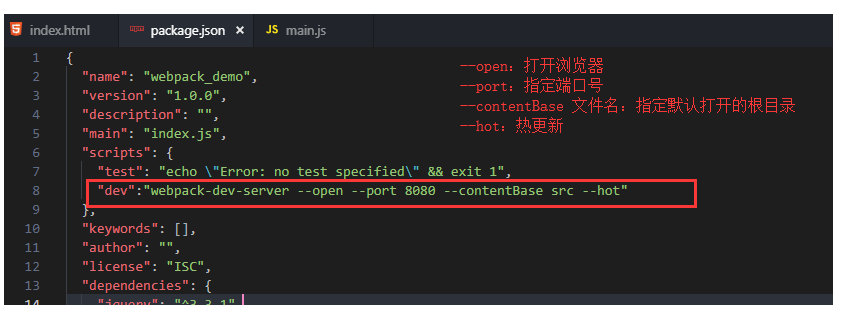 index.html package.json × JS main.js
1 {
2 "name": "webpack_demo",
3 "version": "1.0.0",
4 "description": "",
5 "main": "index.js",
6 "scripts": {
7 "test": "echo \"Error: no test specified\" && exit 1",
8 "dev":"webpack-dev-server --open --port 8080 --contentBase src --hot"
9 },
10 "keywords": [],
11 "author": "",
12 "license": "ISC",
13 "dependencies": {
14 "jquery": "^3.3.1"
--open：打开浏览器
--port：指定端口号
--contentBase 文件名：指定默认打开的根目录
--hot：热更新